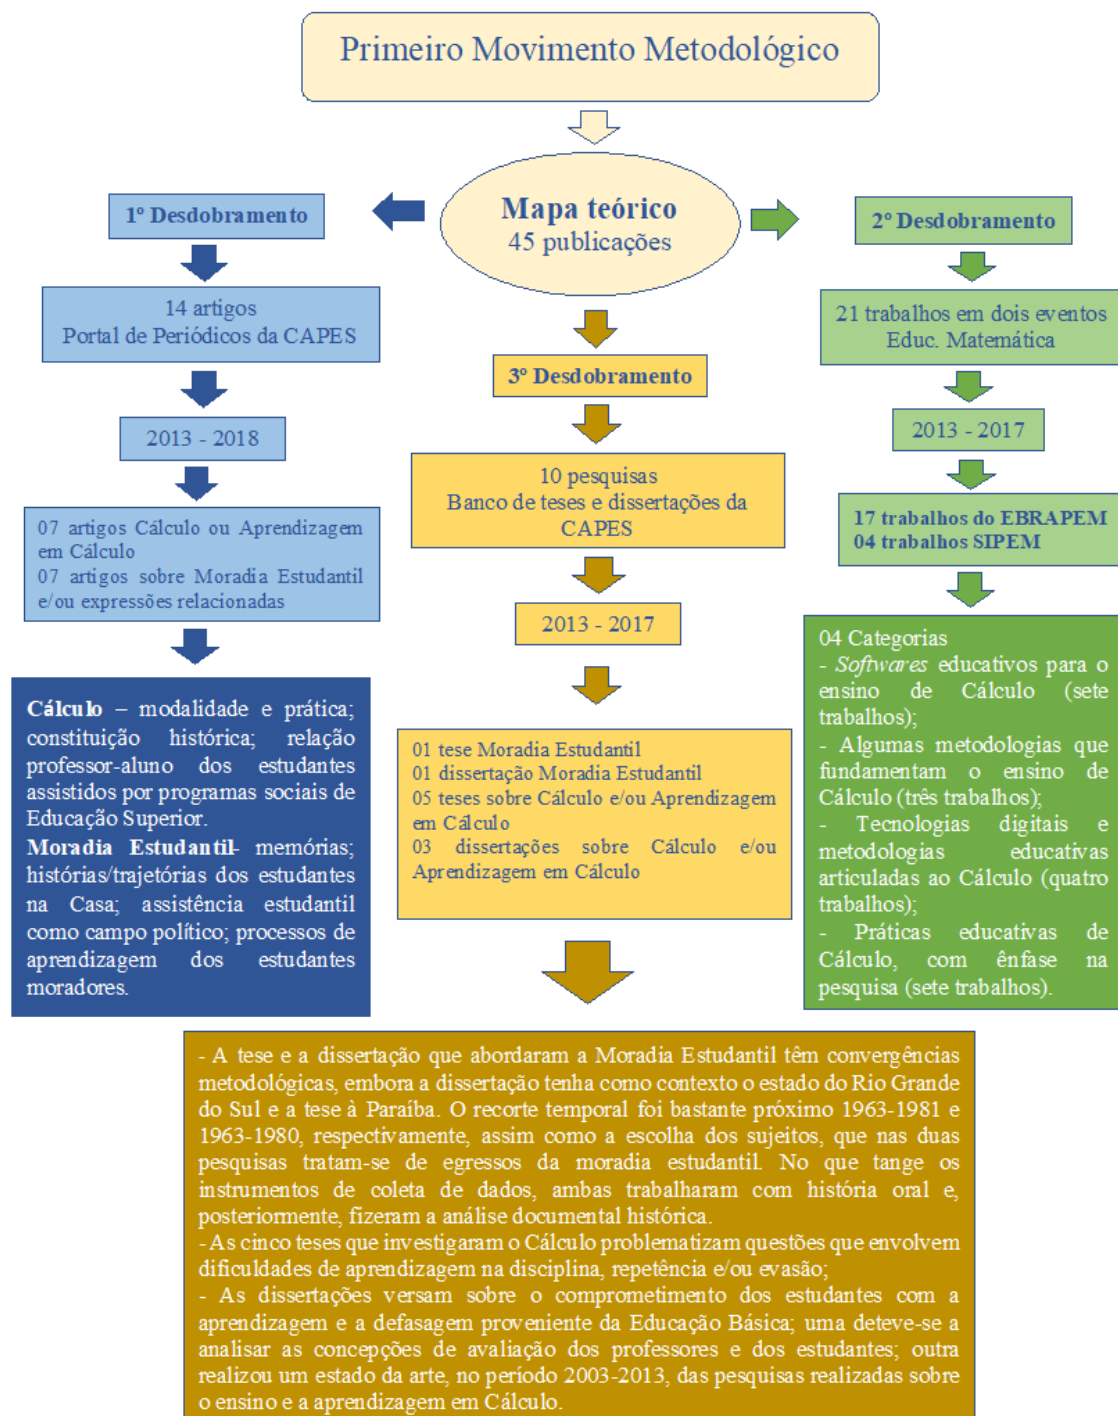 Primeiro Movimento Metodológico
Mapa teórico
45 publicações
1º Desdobramento
14 artigos
Portal de Periódicos da CAPES
2013 - 2018
07 artigos Cálculo ou Aprendizagem
em Cálculo
07 artigos sobre Moradia Estudantil
e/ou expressões relacionadas
Cálculo – modalidade e prática;
constituição histórica; relação
professor-aluno dos estudantes
assistidos por programas sociais de
Educação Superior.
Moradia Estudantil- memórias;
histórias/trajetórias dos estudantes
na Casa; assistência estudantil
como campo político; processos de
aprendizagem dos estudantes
moradores.
2º Desdobramento
21 trabalhos em dois eventos
Educ. Matemática
2013 - 2017
17 trabalhos do EBRAPEM
04 trabalhos SIPEM
04 Categorias
- Softwares educativos para o
ensino de Cálculo (sete
trabalhos);
- Algumas metodologias que
fundamentam o ensino de
Cálculo (três trabalhos);
- Tecnologias digitais e
metodologias educativas
articuladas ao Cálculo (quatro
trabalhos);
- Práticas educativas de
Cálculo, com ênfase na
pesquisa (sete trabalhos).
3º Desdobramento
10 pesquisas
Banco de teses e dissertações da
CAPES
2013 - 2017
01 tese Moradia Estudantil
01 dissertação Moradia Estudantil
05 teses sobre Cálculo e/ou Aprendizagem
em Cálculo
03 dissertações sobre Cálculo e/ou
Aprendizagem em Cálculo
- A tese e a dissertação que abordaram a Moradia Estudantil têm convergências
metodológicas, embora a dissertação tenha como contexto o estado do Rio Grande
do Sul e a tese à Paraíba. O recorte temporal foi bastante próximo 1963-1981 e
1963-1980, respectivamente, assim como a escolha dos sujeitos, que nas duas
pesquisas tratam-se de egressos da moradia estudantil. No que tange os
instrumentos de coleta de dados, ambas trabalharam com história oral e,
posteriormente, fizeram a análise documental histórica.
- As cinco teses que investigaram o Cálculo problematizam questões que envolvem
dificuldades de aprendizagem na disciplina, repetência e/ou evasão;
- As dissertações versam sobre o comprometimento dos estudantes com a
aprendizagem e a defasagem proveniente da Educação Básica; uma deteve-se a
analisar as concepções de avaliação dos professores e dos estudantes; outra
realizou um estado da arte, no período 2003-2013, das pesquisas realizadas sobre
o ensino e a aprendizagem em Cálculo.